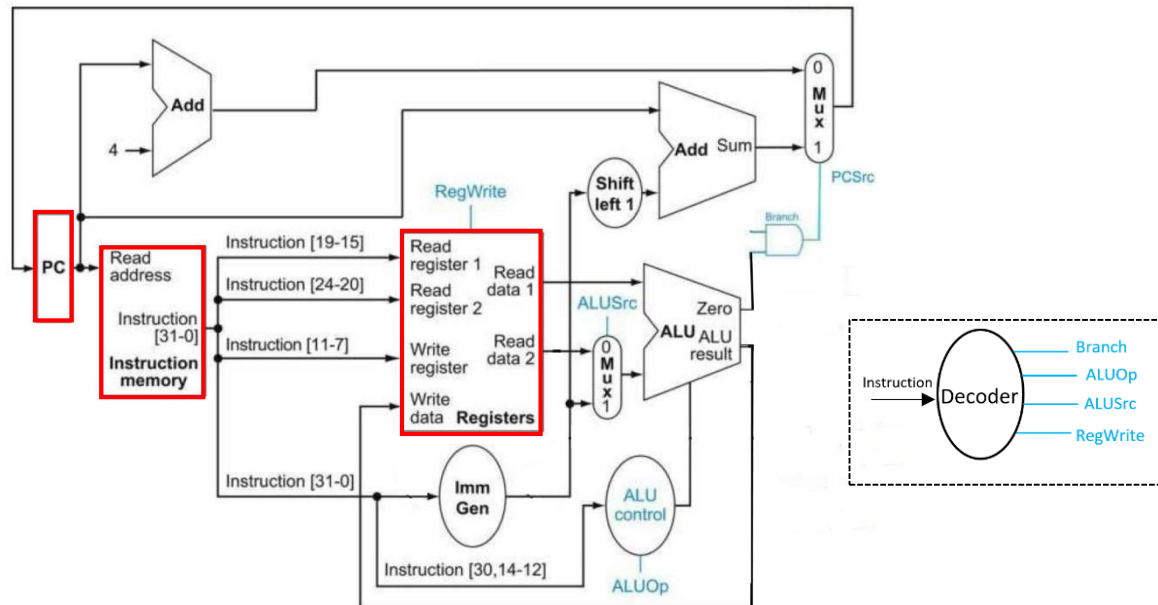 Add
4
0
Mux
1
PCSrc
Add Sum
Shift
left 1
Branch
RegWrite
PC
Read
address
Instruction
[31-0]
Instruction
memory
Instruction [19-15]
Instruction [24-20]
Instruction [11-7]
Instruction [31-0]
Instruction [30,14-12]
Read
register 1
Read
register 2
Write
register
Write
data
Read
data 1
Read
data 2
Registers
Imm
Gen
ALUSrc
0
Mux
1
Zero
ALU ALU
result
ALU
control
ALUOp
Instruction
Decoder
Branch
ALUOp
ALUSrc
RegWrite